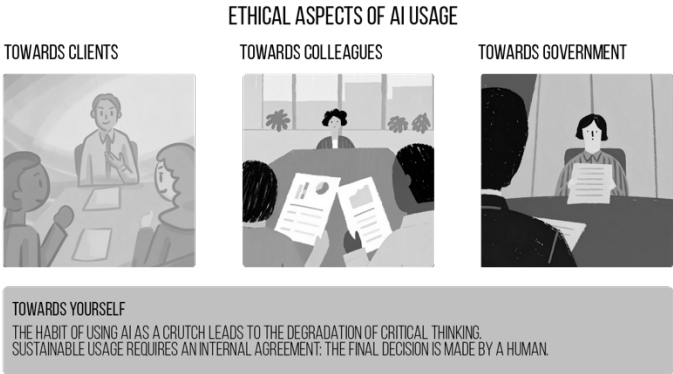 ETHICAL ASPECTS OF AI USAGE
TOWARDS CLIENTS
TOWARDS COLLEAGUES
TOWARDS GOVERNMENT
TOWARDS YOURSELF
THE HABIT OF USING AI AS A CRUTCH LEADS TO THE DEGRADATION OF CRITICAL THINKING.
SUSTAINABLE USAGE REQUIRES AN INTERNAL AGREEMENT: THE FINAL DECISION IS MADE BY A HUMAN.